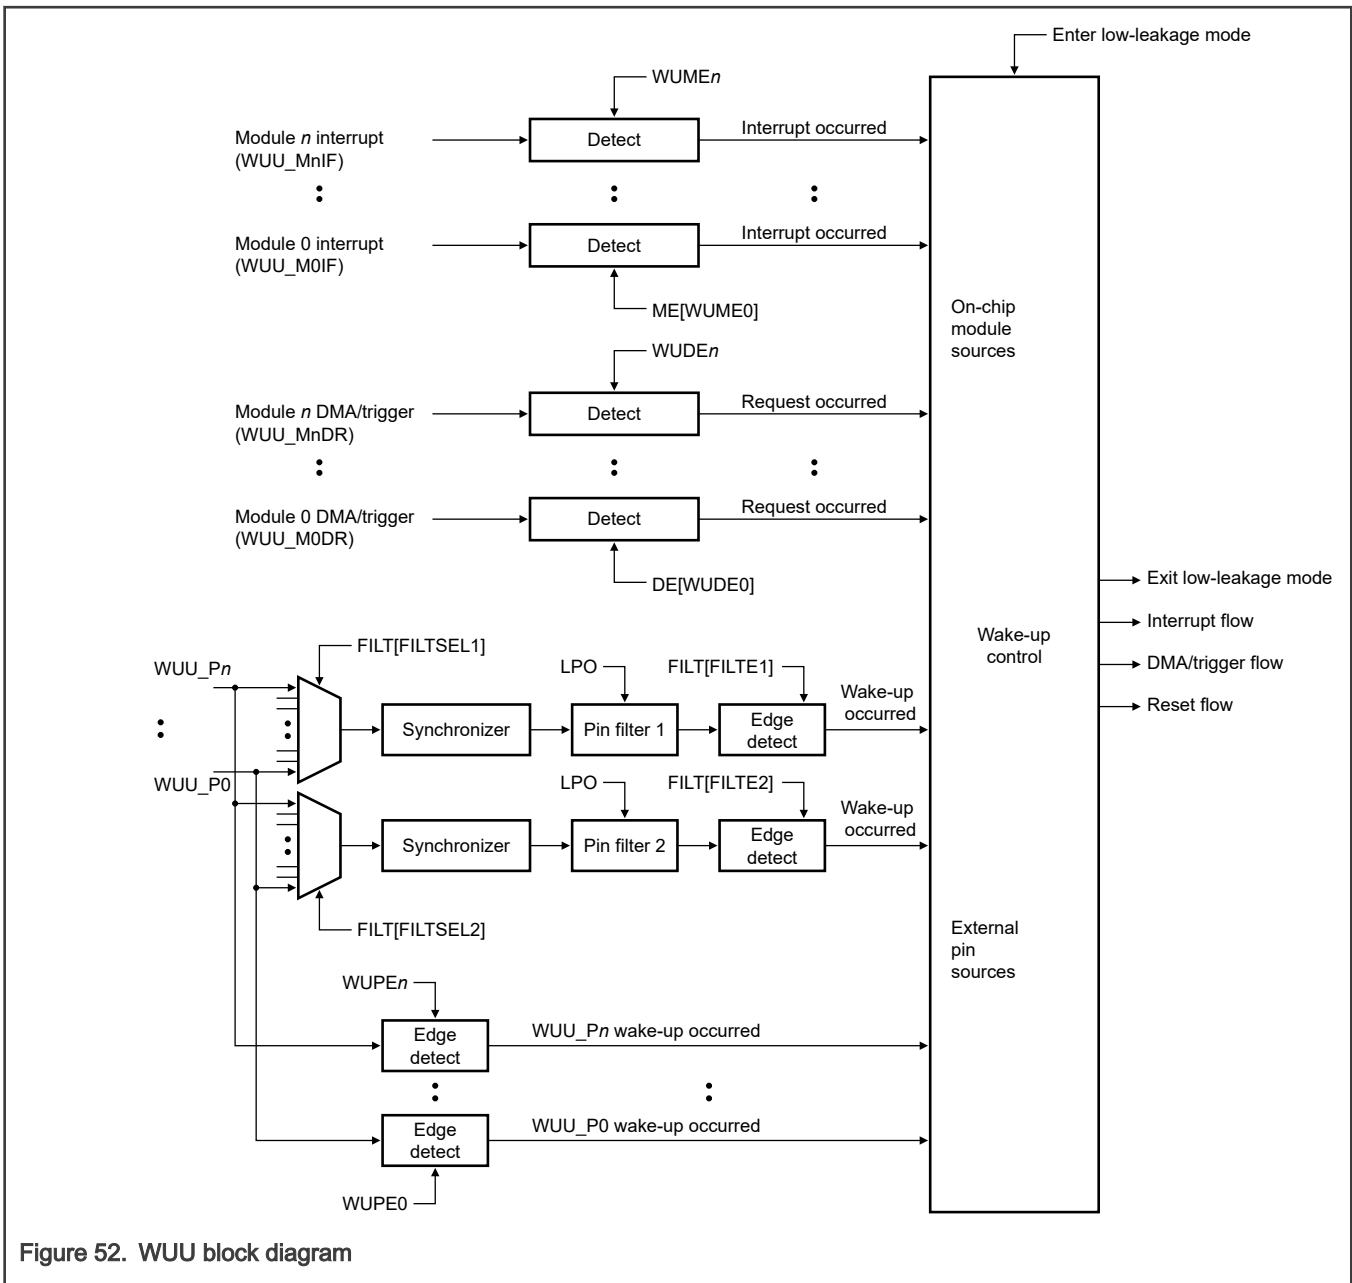 Enter low-leakage mode
WUMEn
Module n interrupt
(WUU_MnIF)
Detect
Interrupt occurred
Module 0 interrupt
(WUU_M0IF)
Detect
Interrupt occurred
ME[WUME0]
On-chip
module
sources
WUDEn
Module n DMA/trigger
(WUU_MnDR)
Detect
Request occurred
Module 0 DMA/trigger
(WUU_M0DR)
Detect
Request occurred
DE[WUDE0]
Exit low-leakage mode
Interrupt flow
DMA/trigger flow
Reset flow
Wake-up
control
FILT[FILTSEL1]
WUU_Pn
LPO
FILT[FILTE1]
Synchronizer
Pin filter 1
Edge
detect
Wake-up
occurred
WUU_P0
LPO
FILT[FILTE2]
Synchronizer
Pin filter 2
Edge
detect
Wake-up
occurred
FILT[FILTSEL2]
External
pin
sources
WUPEn
Edge
detect
WUU_Pn wake-up occurred
Edge
detect
WUU_P0 wake-up occurred
WUPE0
Figure 52. WUU block diagram